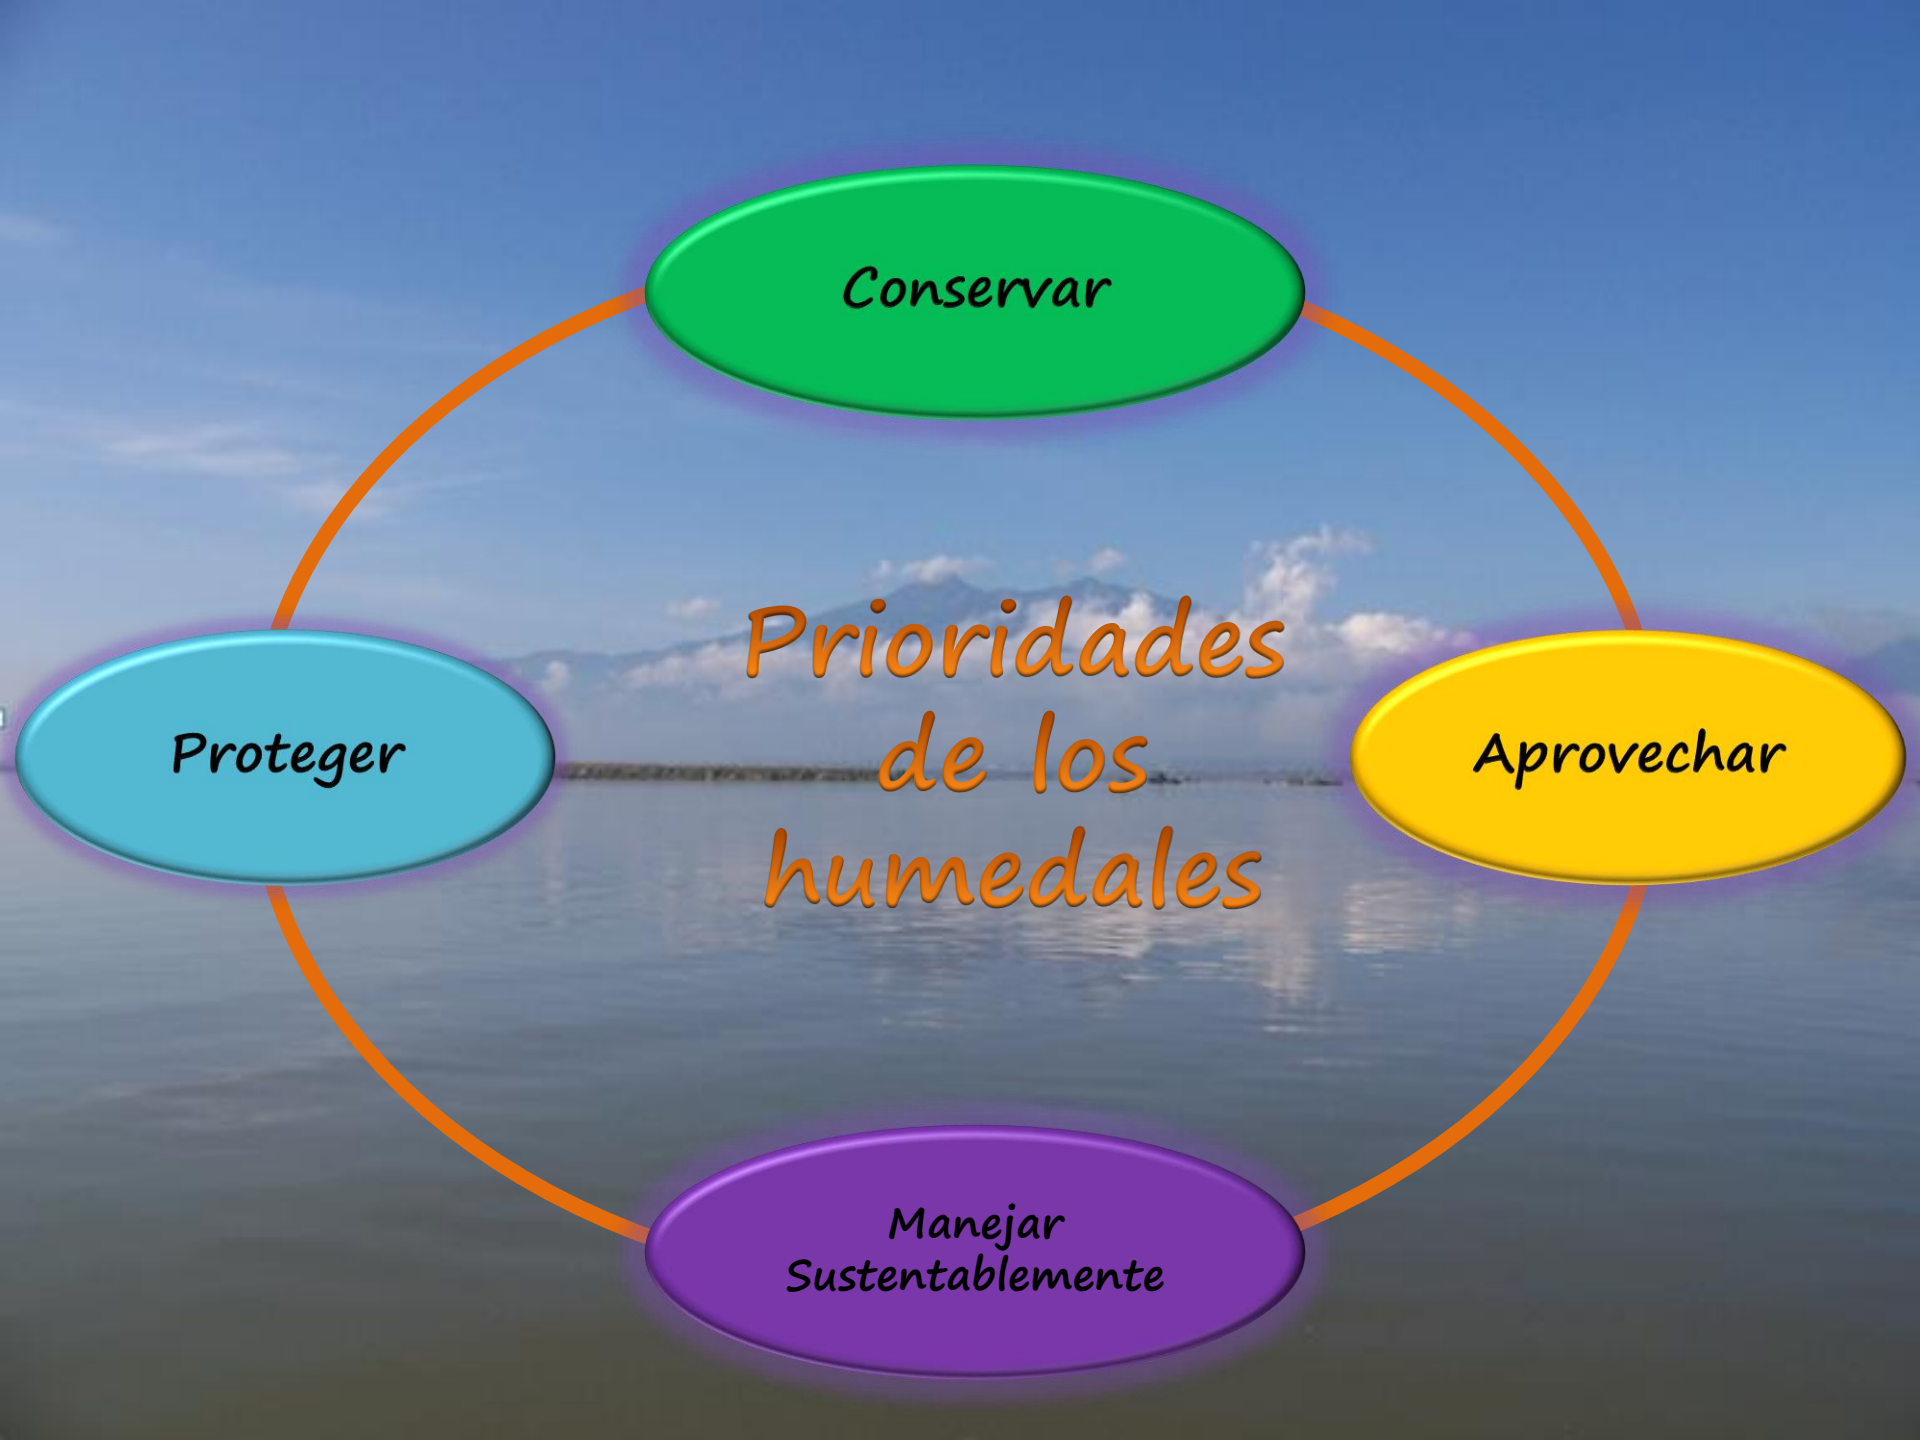 Conservar
Prioridades
de los
humedales
Proteger
Aprovechar
Manejar
Sustentablemente